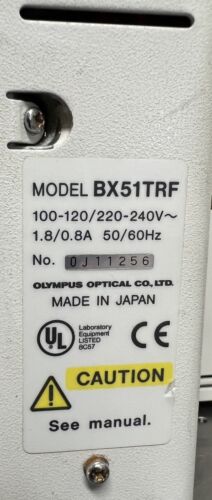 MODEL BX51TRF
100-120/220-240V~
1.8/0.8A 50/60Hz
No. 0J11256
OLYMPUS OPTICAL CO., LTD.
MADE IN JAPAN
UL
Laboratory
Equipment
LISTED
8C57
CE
CAUTION
See manual.